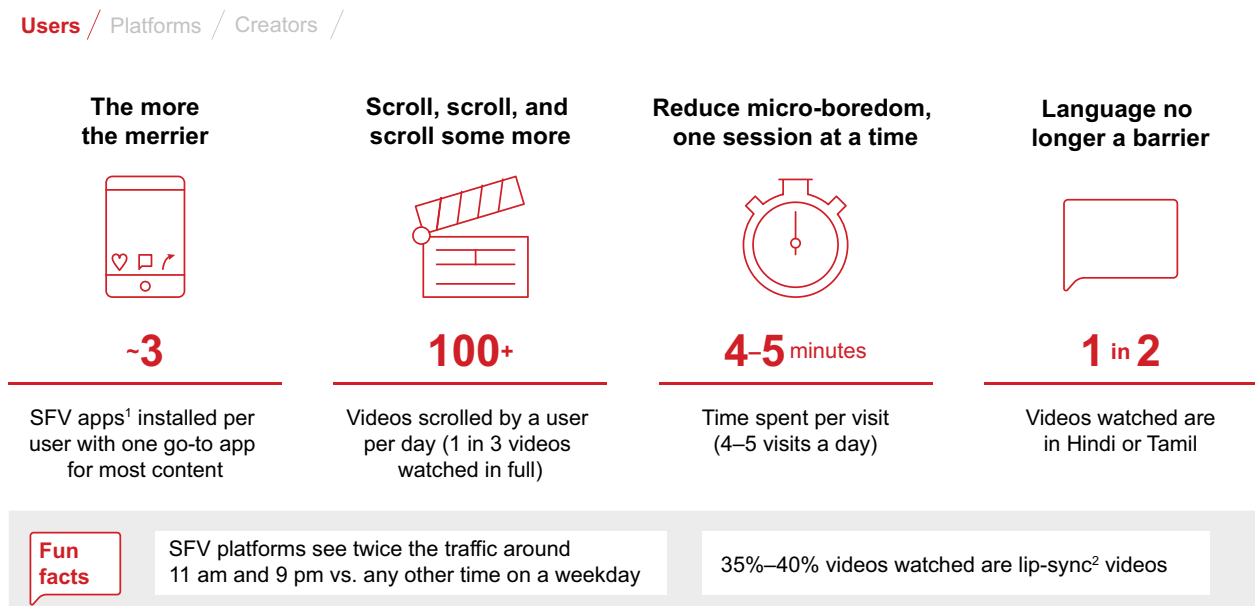 Users / Platforms / Creators /
The more
the merrier
~3
SFV apps¹ installed per
user with one go-to app
for most content
Scroll, scroll, and
scroll some more
100+
Videos scrolled by a user
per day (1 in 3 videos
watched in full)
Reduce micro-boredom,
one session at a time
4–5 minutes
Time spent per visit
(4–5 visits a day)
Language no
longer a barrier
1 in 2
Videos watched are
in Hindi or Tamil
Fun
facts
SFV platforms see twice the traffic around
11 am and 9 pm vs. any other time on a weekday
35%–40% videos watched are lip-sync² videos